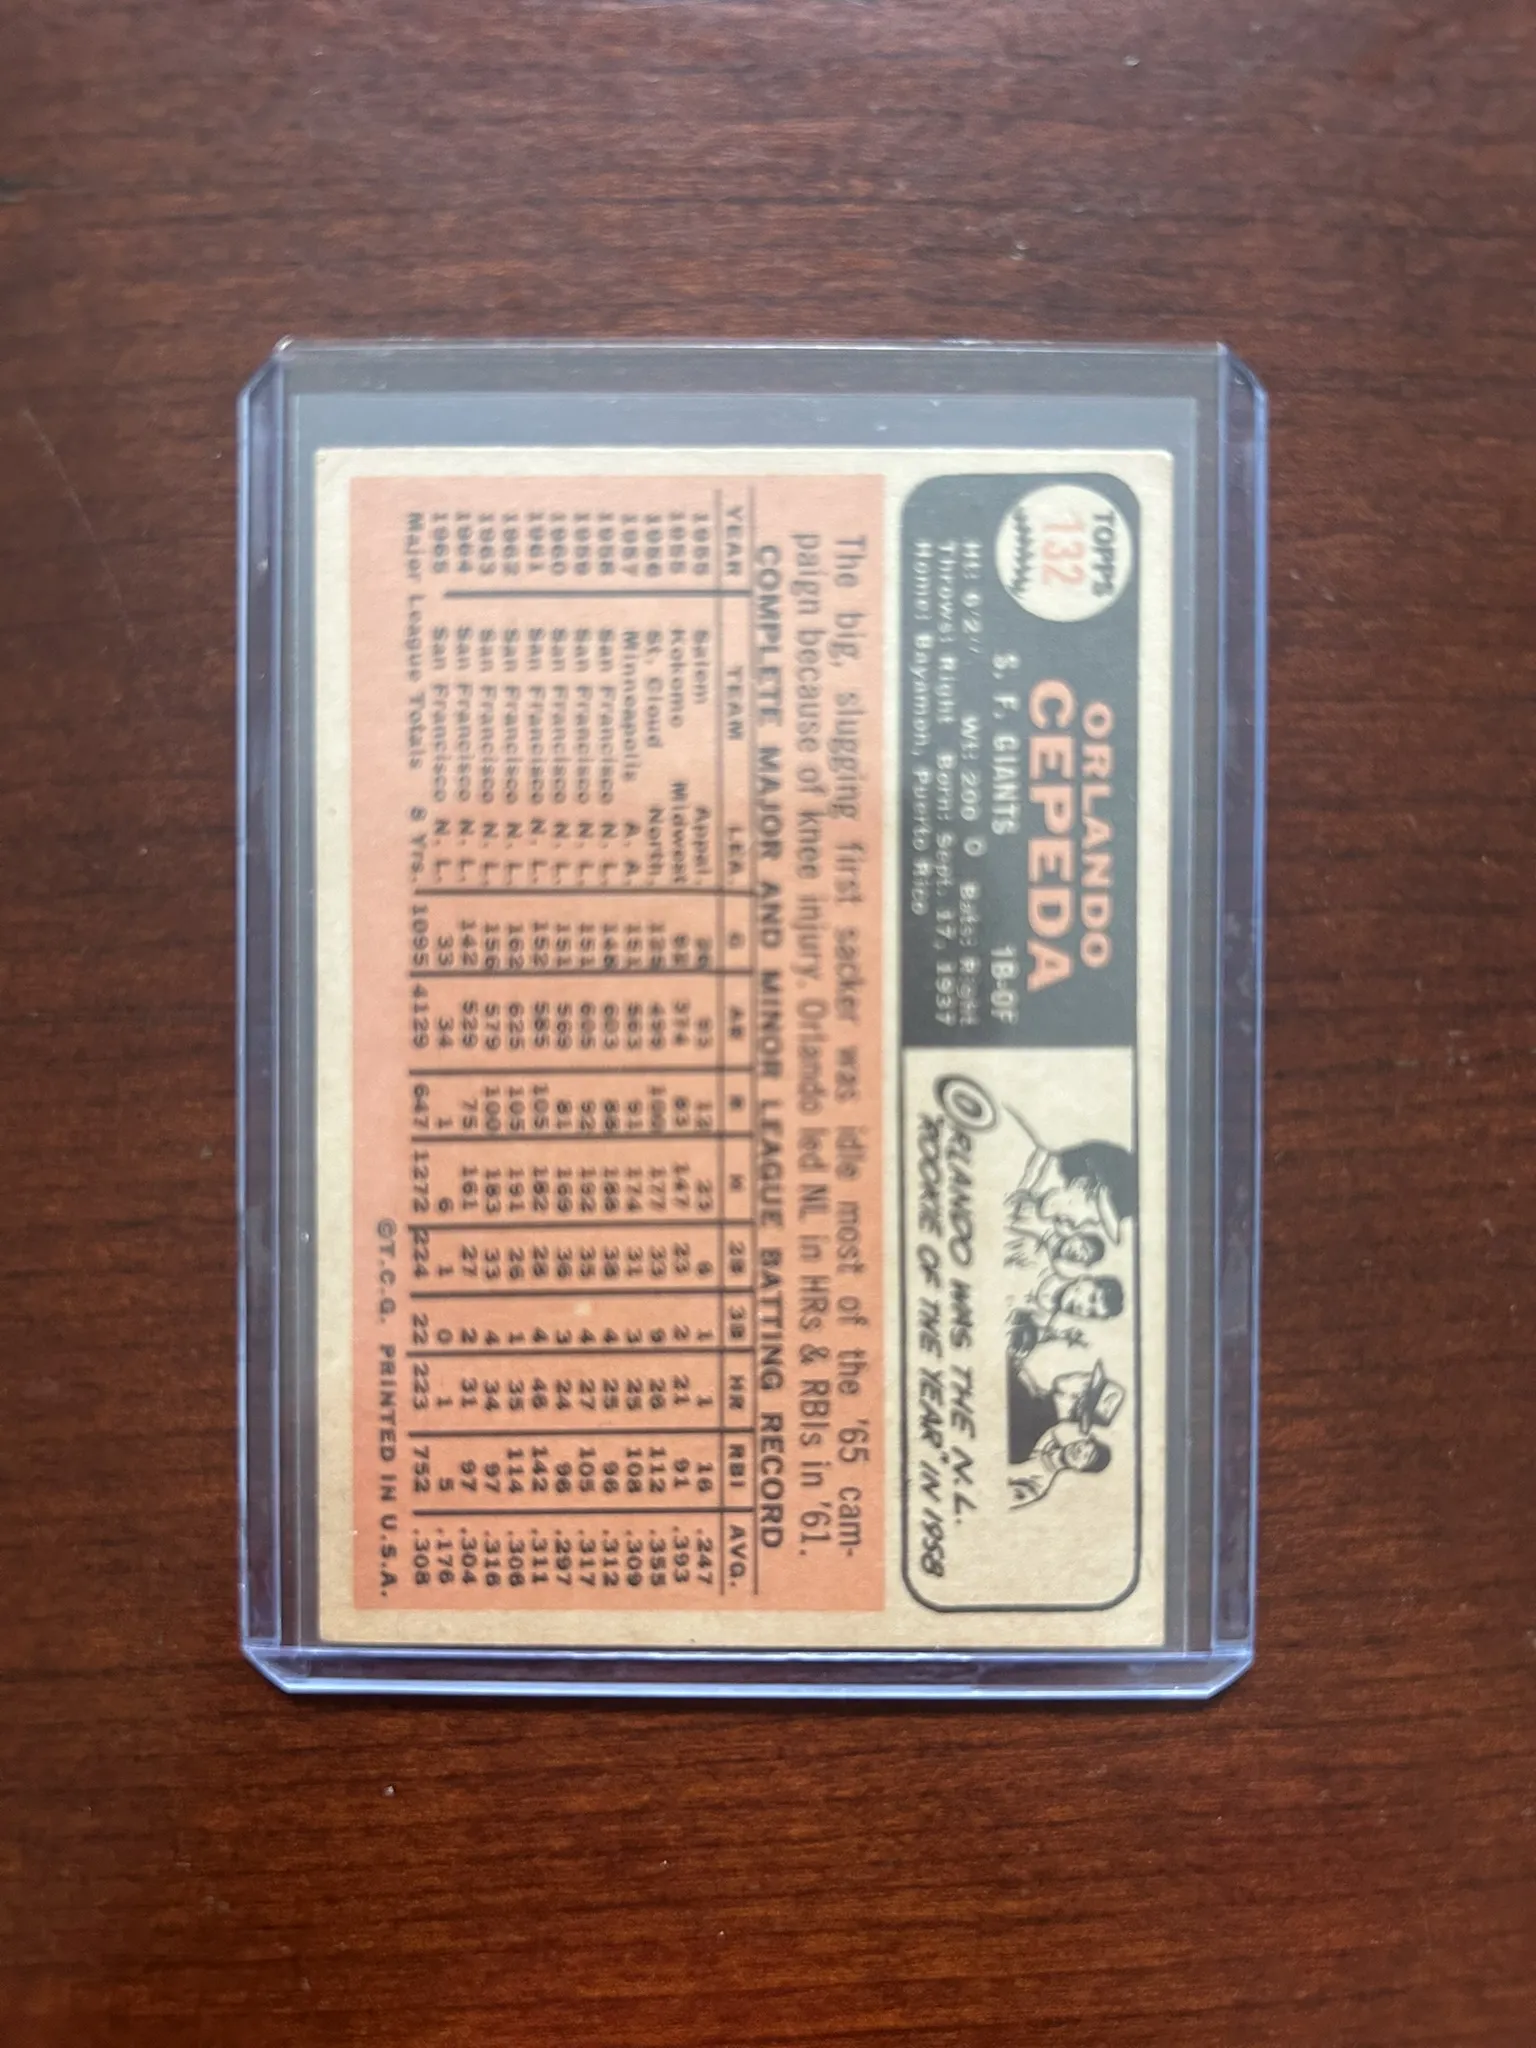 TOPPS
132
ORLANDO
CEPEDA
S. F. GIANTS 1B-OF
Ht: 6'2". Wt: 200 Bats: Right
Throws: Right Born: Sept. 17, 1937
Home: Bayamon, Puerto Rico
ORLANDO WAS THE N.L.
"ROOKIE OF THE YEAR" IN 1958
The big, slugging first sacker was idle most of the '65 cam-
paign because of knee injury. Orlando led NL in HRs & RBIs in '61.
COMPLETE MAJOR AND MINOR LEAGUE BATTING RECORD
YEAR TEAM LEA. G AB R H 2B 3B HR RBI AVG.
1955 Salem Appal. 26 93 12 23 6 1 1 16 .247
1955 Kokomo Midwest 92 374 83 147 23 2 21 91 .393
1956 St. Cloud North. 125 499 100 177 33 9 26 112 .355
1957 Minneapolis A. A. 151 563 91 174 31 3 25 108 .309
1958 San Francisco N. L. 148 603 88 188 38 4 25 96 .312
1959 San Francisco N. L. 151 605 92 192 35 4 27 105 .317
1960 San Francisco N. L. 151 569 81 169 36 3 24 96 .297
1961 San Francisco N. L. 152 585 105 182 28 4 46 142 .311
1962 San Francisco N. L. 162 625 105 191 26 1 35 114 .306
1963 San Francisco N. L. 156 579 100 183 33 4 34 97 .316
1964 San Francisco N. L. 142 529 75 161 27 2 31 97 .304
1965 San Francisco N. L. 33 34 1 6 1 0 1 5 .176
Major League Totals 8 Yrs. 1095 4129 647 1272 224 22 223 752 .308
©T.C.G. PRINTED IN U.S.A.